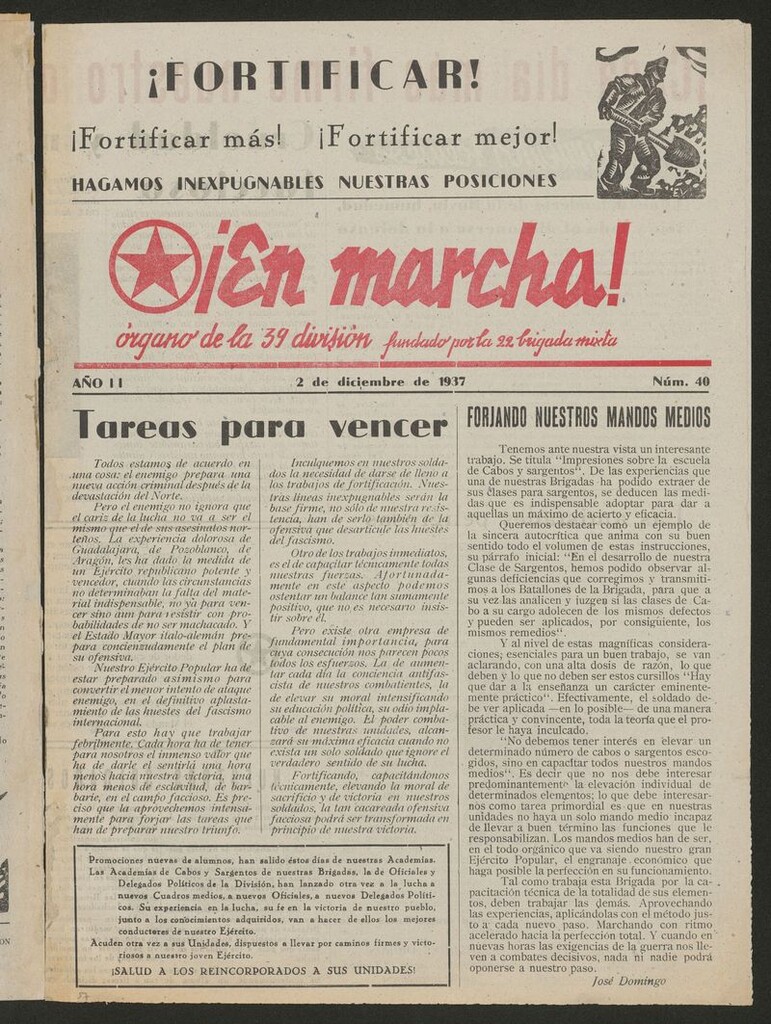 ¡FORTIFICAR!
¡Fortificar más! ¡Fortificar mejor!
HAGAMOS INEXPUGNABLES NUESTRAS POSICIONES
¡En marcha!
órgano de la 39 división fundado por la 22 brigada mixta
AÑO II 2 de diciembre de 1937 Núm. 40
Tareas para vencer
Todos estamos de acuerdo en
una cosa: el enemigo prepara una
nueva acción criminal después de la
devastación del Norte.
Pero el enemigo no ignora que
el cariz de la lucha no va a ser el
mismo que el de sus asesinatos nor-
teños. La experiencia dolorosa de
Guadalajara, de Pozoblanco, de
Aragón, les ha dado la medida de
un Ejército republicano potente y
vencedor, cuando las circunstancias
no determinaban la falta del mate-
rial indispensable, no ya para ven-
cer sino aun para resistir con pro-
babilidades de no ser machacado. Y
el Estado Mayor italo-alemán pre-
para concienzudamente el plan de
su ofensiva.
Nuestro Ejército Popular ha de
estar preparado asimismo para
convertir el menor intento de ataque
enemigo, en el definitivo aplasta-
miento de las huestes del fascismo
internacional.
Para esto hay que trabajar
febrilmente. Cada hora ha de tener
para nosotros el inmenso valor que
ha de darle el sentirla una hora
menos hacia nuestra victoria, una
hora menos de esclavitud, de bar-
barie, en el campo faccioso. Es pre-
ciso que la aprovechemos intensa-
mente para forjar las tareas que
han de preparar nuestro triunfo.
Inculquemos en nuestros solda-
dos la necesidad de darse de lleno a
los trabajos de fortificación. Nues-
tras líneas inexpugnables serán la
base firme, no sólo de nuestra resis-
tencia, han de serlo también de la
ofensiva que desarticule las huestes
del fascismo.
Otro de los trabajos inmediatos,
es el de capacitar técnicamente todas
nuestras fuerzas. Afortunada-
mente en este aspecto podemos
ostentar un balance tan sumamente
positivo, que no es necesario insis-
tir sobre él.
Pero existe otra empresa de
fundamental importancia, para
cuya consecución nos parecen pocos
todos los esfuerzos. La de aumen-
tar cada día la conciencia antifas-
cista de nuestros combatientes, la
de elevar su moral intensificando
su educación política, su odio impla-
cable al enemigo. El poder comba-
tivo de nuestras unidades, alcan-
zará su máxima eficacia cuando no
exista un solo soldado que ignore el
verdadero sentido de su lucha.
Fortificando, capacitándonos
técnicamente, elevando la moral de
sacrificio y de victoria en nuestros
soldados, la tan cacareada ofensiva
facciosa podrá ser transformada en
principio de nuestra victoria.
Promociones nuevas de alumnos, han salido éstos días de nuestras Academias.
Las Academias de Cabos y Sargentos de nuestras Brigadas, la de Oficiales y
Delegados Políticos de la División, han lanzado otra vez a la lucha a
nuevos Cuadros medios, a nuevos Oficiales, a nuevos Delegados Políti-
cos. Su experiencia en la lucha, su fe en la victoria de nuestro pueblo,
junto a los conocimientos adquiridos, van a hacer de ellos los mejores
conductores de nuestro Ejército.
Acuden otra vez a sus Unidades, dispuestos a llevar por caminos firmes y victo-
riosos a nuestro joven Ejército.
¡SALUD A LOS REINCORPORADOS A SUS UNIDADES!
FORJANDO NUESTROS MANDOS MEDIOS
Tenemos ante nuestra vista un interesante
trabajo. Se titula "Impresiones sobre la escuela
de Cabos y sargentos". De las experiencias que
una de nuestras Brigadas ha podido extraer de
sus clases para sargentos, se deducen las medi-
das que es indispensable adoptar para dar a
aquellas un máximo de acierto y eficacia.
Queremos destacar como un ejemplo de
la sincera autocrítica que anima con su buen
sentido todo el volumen de estas instrucciones,
su párrafo inicial: "En el desarrollo de nuestra
Clase de Sargentos, hemos podido observar al-
gunas deficiencias que corregimos y transmiti-
mos a los Batallones de la Brigada, para que a
su vez las analicen y juzgen si las clases de Ca-
bo a su cargo adolecen de los mismos defectos
y pueden ser aplicados, por consiguiente, los
mismos remedios".
Y al nivel de estas magníficas considera-
ciones; esenciales para un buen trabajo, se van
aclarando, con una alta dosis de razón, lo que
deben y lo que no deben ser estos cursillos "Hay
que dar a la enseñanza un carácter eminente-
mente práctico". Efectivamente, el soldado de-
be ver aplicada —en lo posible— de una manera
práctica y convincente, toda la teoría que el pro-
fesor le haya inculcado.
"No debemos tener interés en elevar un
determinado número de cabos o sargentos esco-
gidos, sino en capacitar todos nuestros mandos
medios". Es decir que no nos debe interesar
predominantemente la elevación individual de
determinados elementos; lo que debe interesar-
nos como tarea primordial es que en nuestras
unidades no haya un solo mando medio incapaz
de llevar a buen término las funciones que le
responsabilizan. Los mandos medios han de ser,
en el todo orgánico que va siendo nuestro gran
Ejército Popular, el engranaje económico que
haga posible la perfección en su funcionamiento.
Tal como trabaja esta Brigada por la ca-
pacitación técnica de la totalidad de sus elemen-
tos, deben trabajar las demás. Aprovechando
las experiencias, aplicándolas con el método jus-
to a cada nuevo paso. Marchando con ritmo
acelerado hacia la perfección total. Y cuando en
nuevas horas las exigencias de la guerra nos lle-
ven a combates decisivos, nada ni nadie podrá
oponerse a nuestro paso.
José Domingo